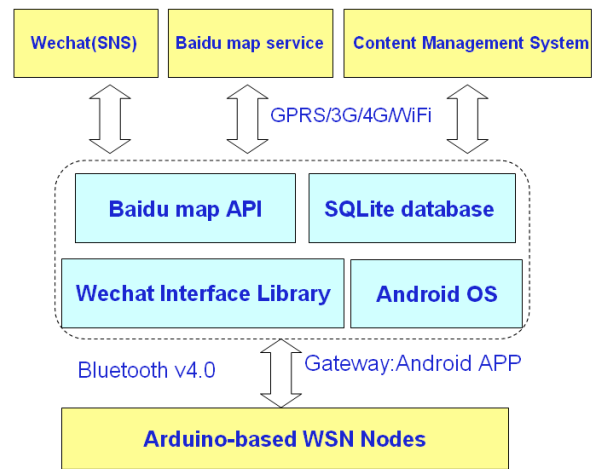 Wechat(SNS)
Baidu map service
Content Management System
GPRS/3G/4G/WiFi
Baidu map API
SQLite database
Wechat Interface Library
Android OS
Bluetooth v4.0
Gateway:Android APP
Arduino-based WSN Nodes